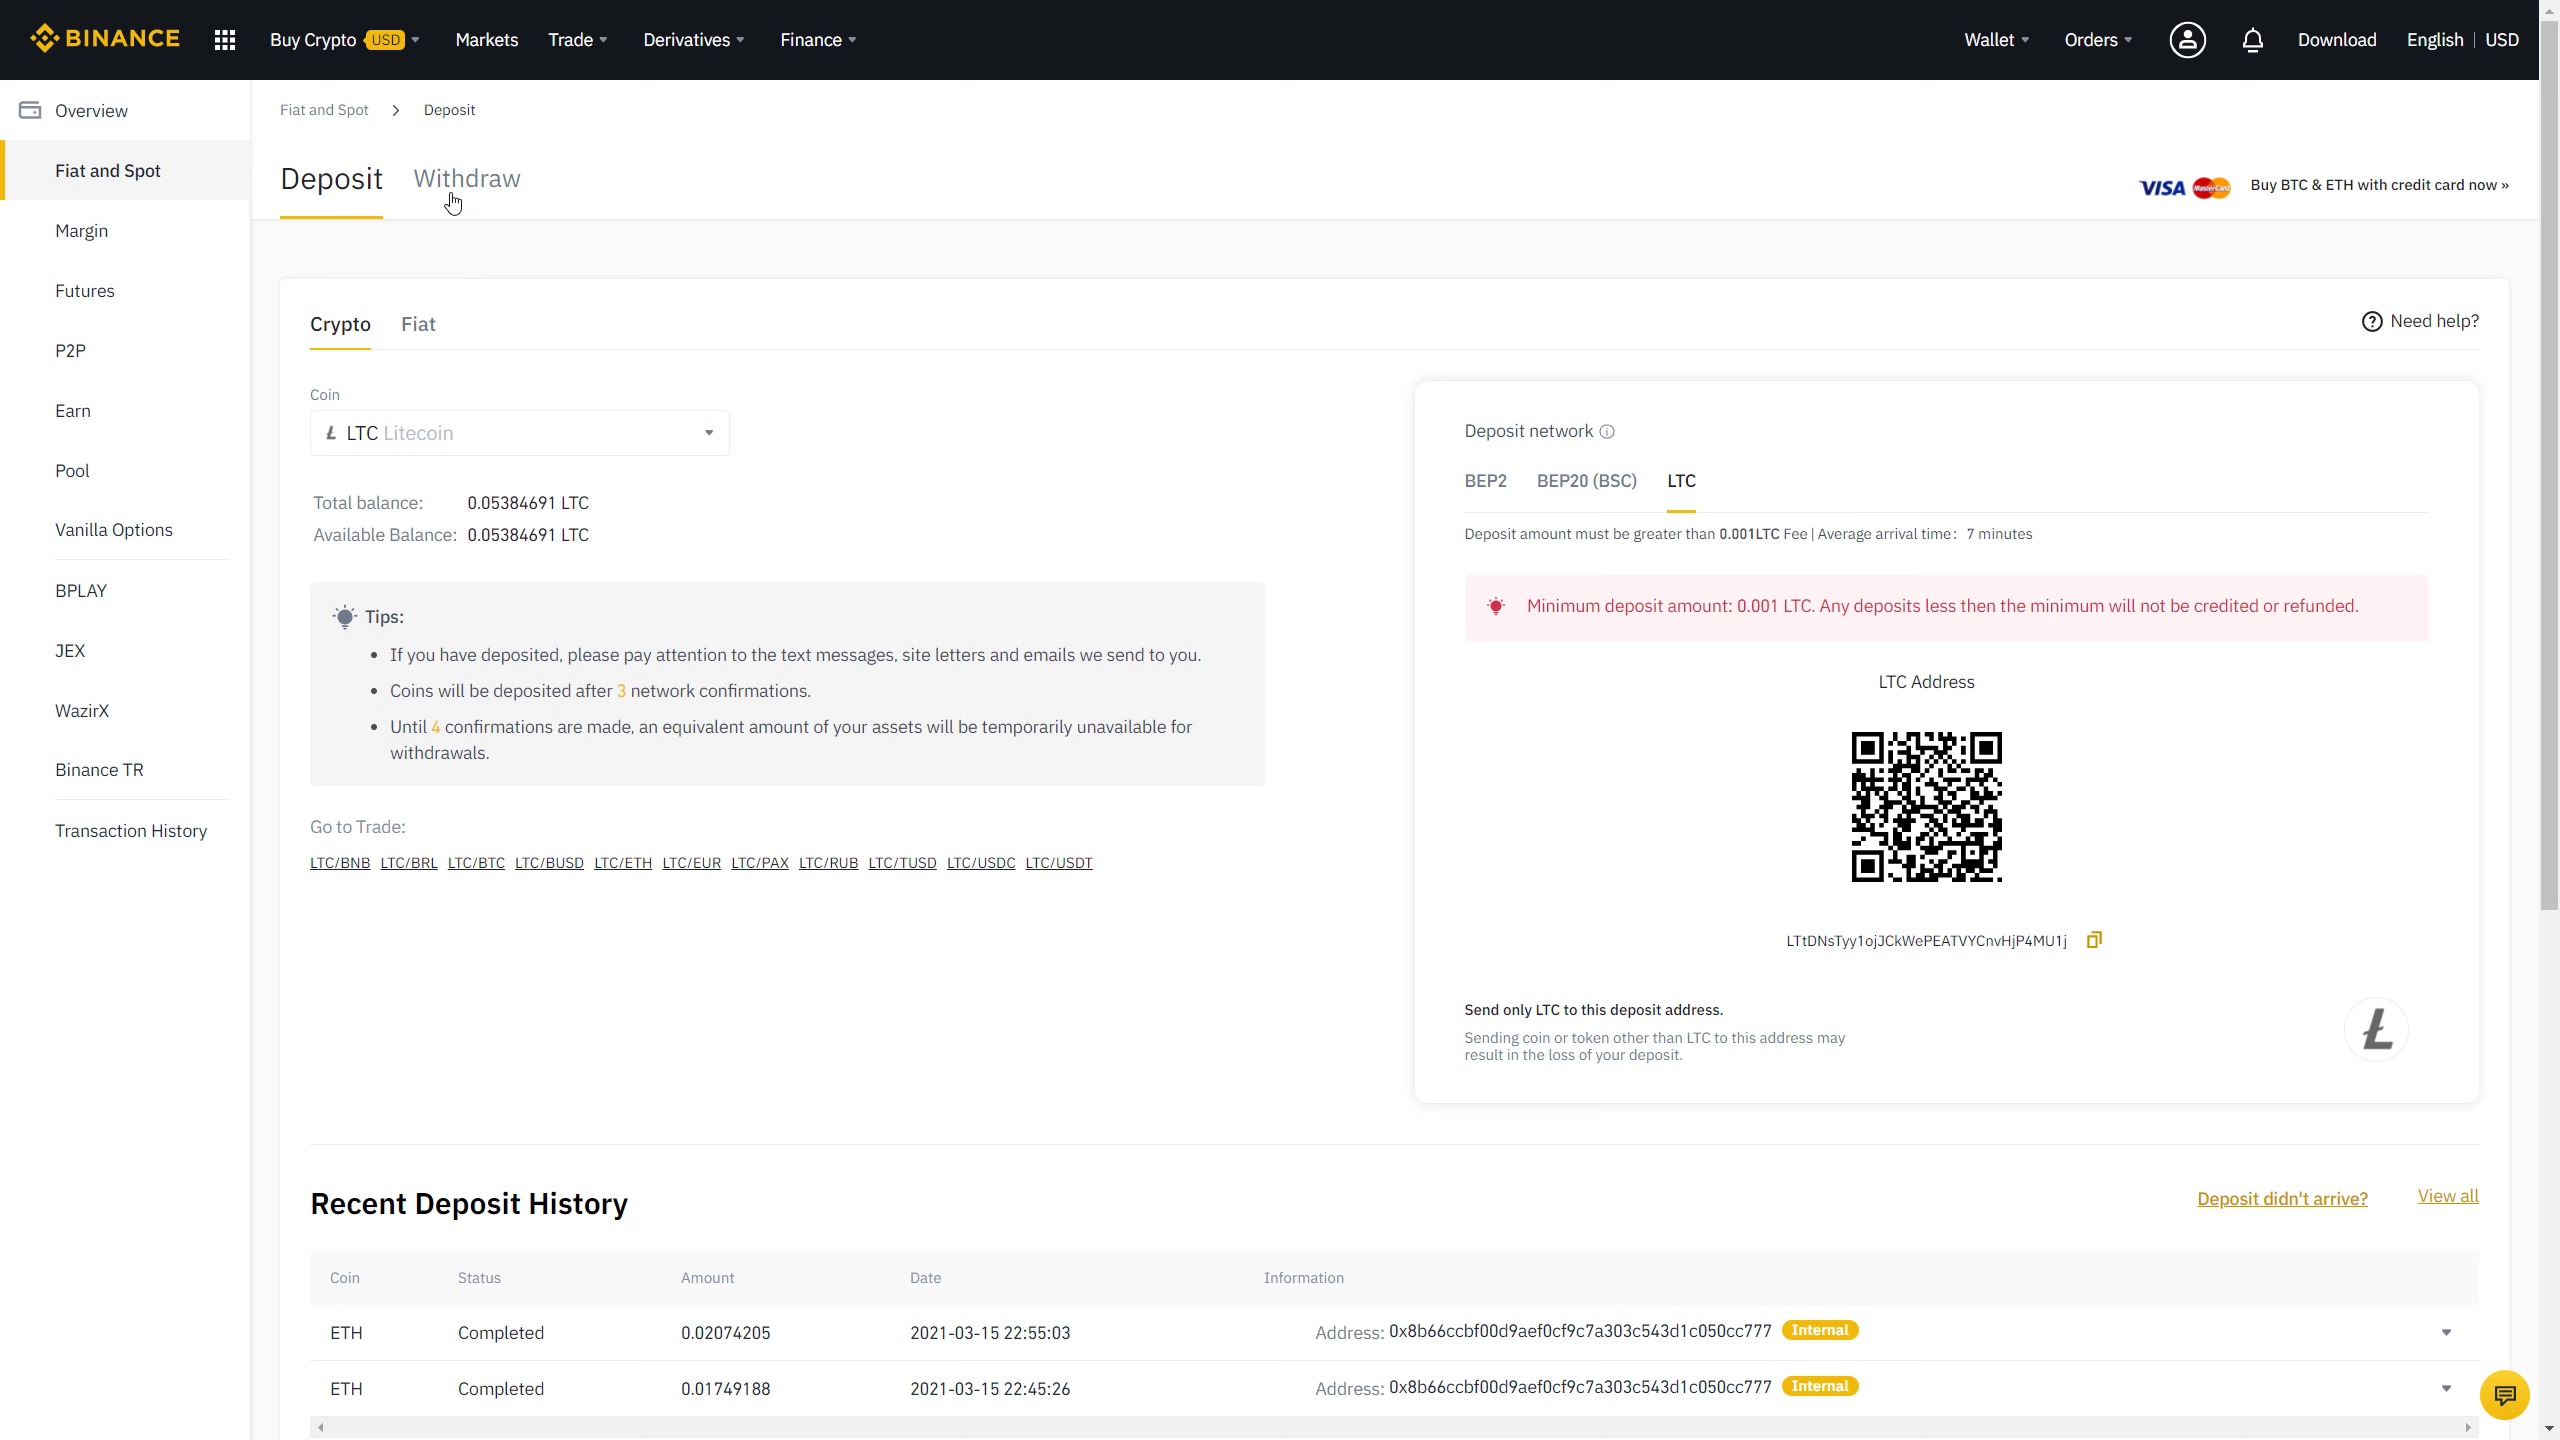 BINANCE
Buy Crypto USD
Markets
Trade
Derivatives
Finance
Wallet
Orders
Download
English | USD
Overview
Fiat and Spot
Margin
Futures
P2P
Earn
Pool
Vanilla Options
BPLAY
JEX
WazirX
Binance TR
Transaction History
Fiat and Spot > Deposit
Deposit
Withdraw
VISA MasterCard Buy BTC & ETH with credit card now »
Crypto
Fiat
Need help?
Coin
LTC Litecoin
Total balance: 0.05384691 LTC
Available Balance: 0.05384691 LTC
Tips:
• If you have deposited, please pay attention to the text messages, site letters and emails we send to you.
• Coins will be deposited after 3 network confirmations.
• Until 4 confirmations are made, an equivalent amount of your assets will be temporarily unavailable for
withdrawals.
Go to Trade:
LTC/BNB LTC/BRL LTC/BTC LTC/BUSD LTC/ETH LTC/EUR LTC/PAX LTC/RUB LTC/TUSD LTC/USDC LTC/USDT
Deposit network
BEP2 BEP20 (BSC) LTC
Deposit amount must be greater than 0.001LTC Fee | Average arrival time: 7 minutes
Minimum deposit amount: 0.001 LTC. Any deposits less then the minimum will not be credited or refunded.
LTC Address
LTtDNsTyy1ojJCkWePEATVYCnvHjP4MU1j
Send only LTC to this deposit address.
Sending coin or token other than LTC to this address may
result in the loss of your deposit.
Recent Deposit History
Deposit didn't arrive?
View all
Coin Status Amount Date Information
ETH Completed 0.02074205 2021-03-15 22:55:03 Address: 0x8b66ccbf00d9aef0cf9c7a303c543d1c050cc777 Internal
ETH Completed 0.01749188 2021-03-15 22:45:26 Address: 0x8b66ccbf00d9aef0cf9c7a303c543d1c050cc777 Internal